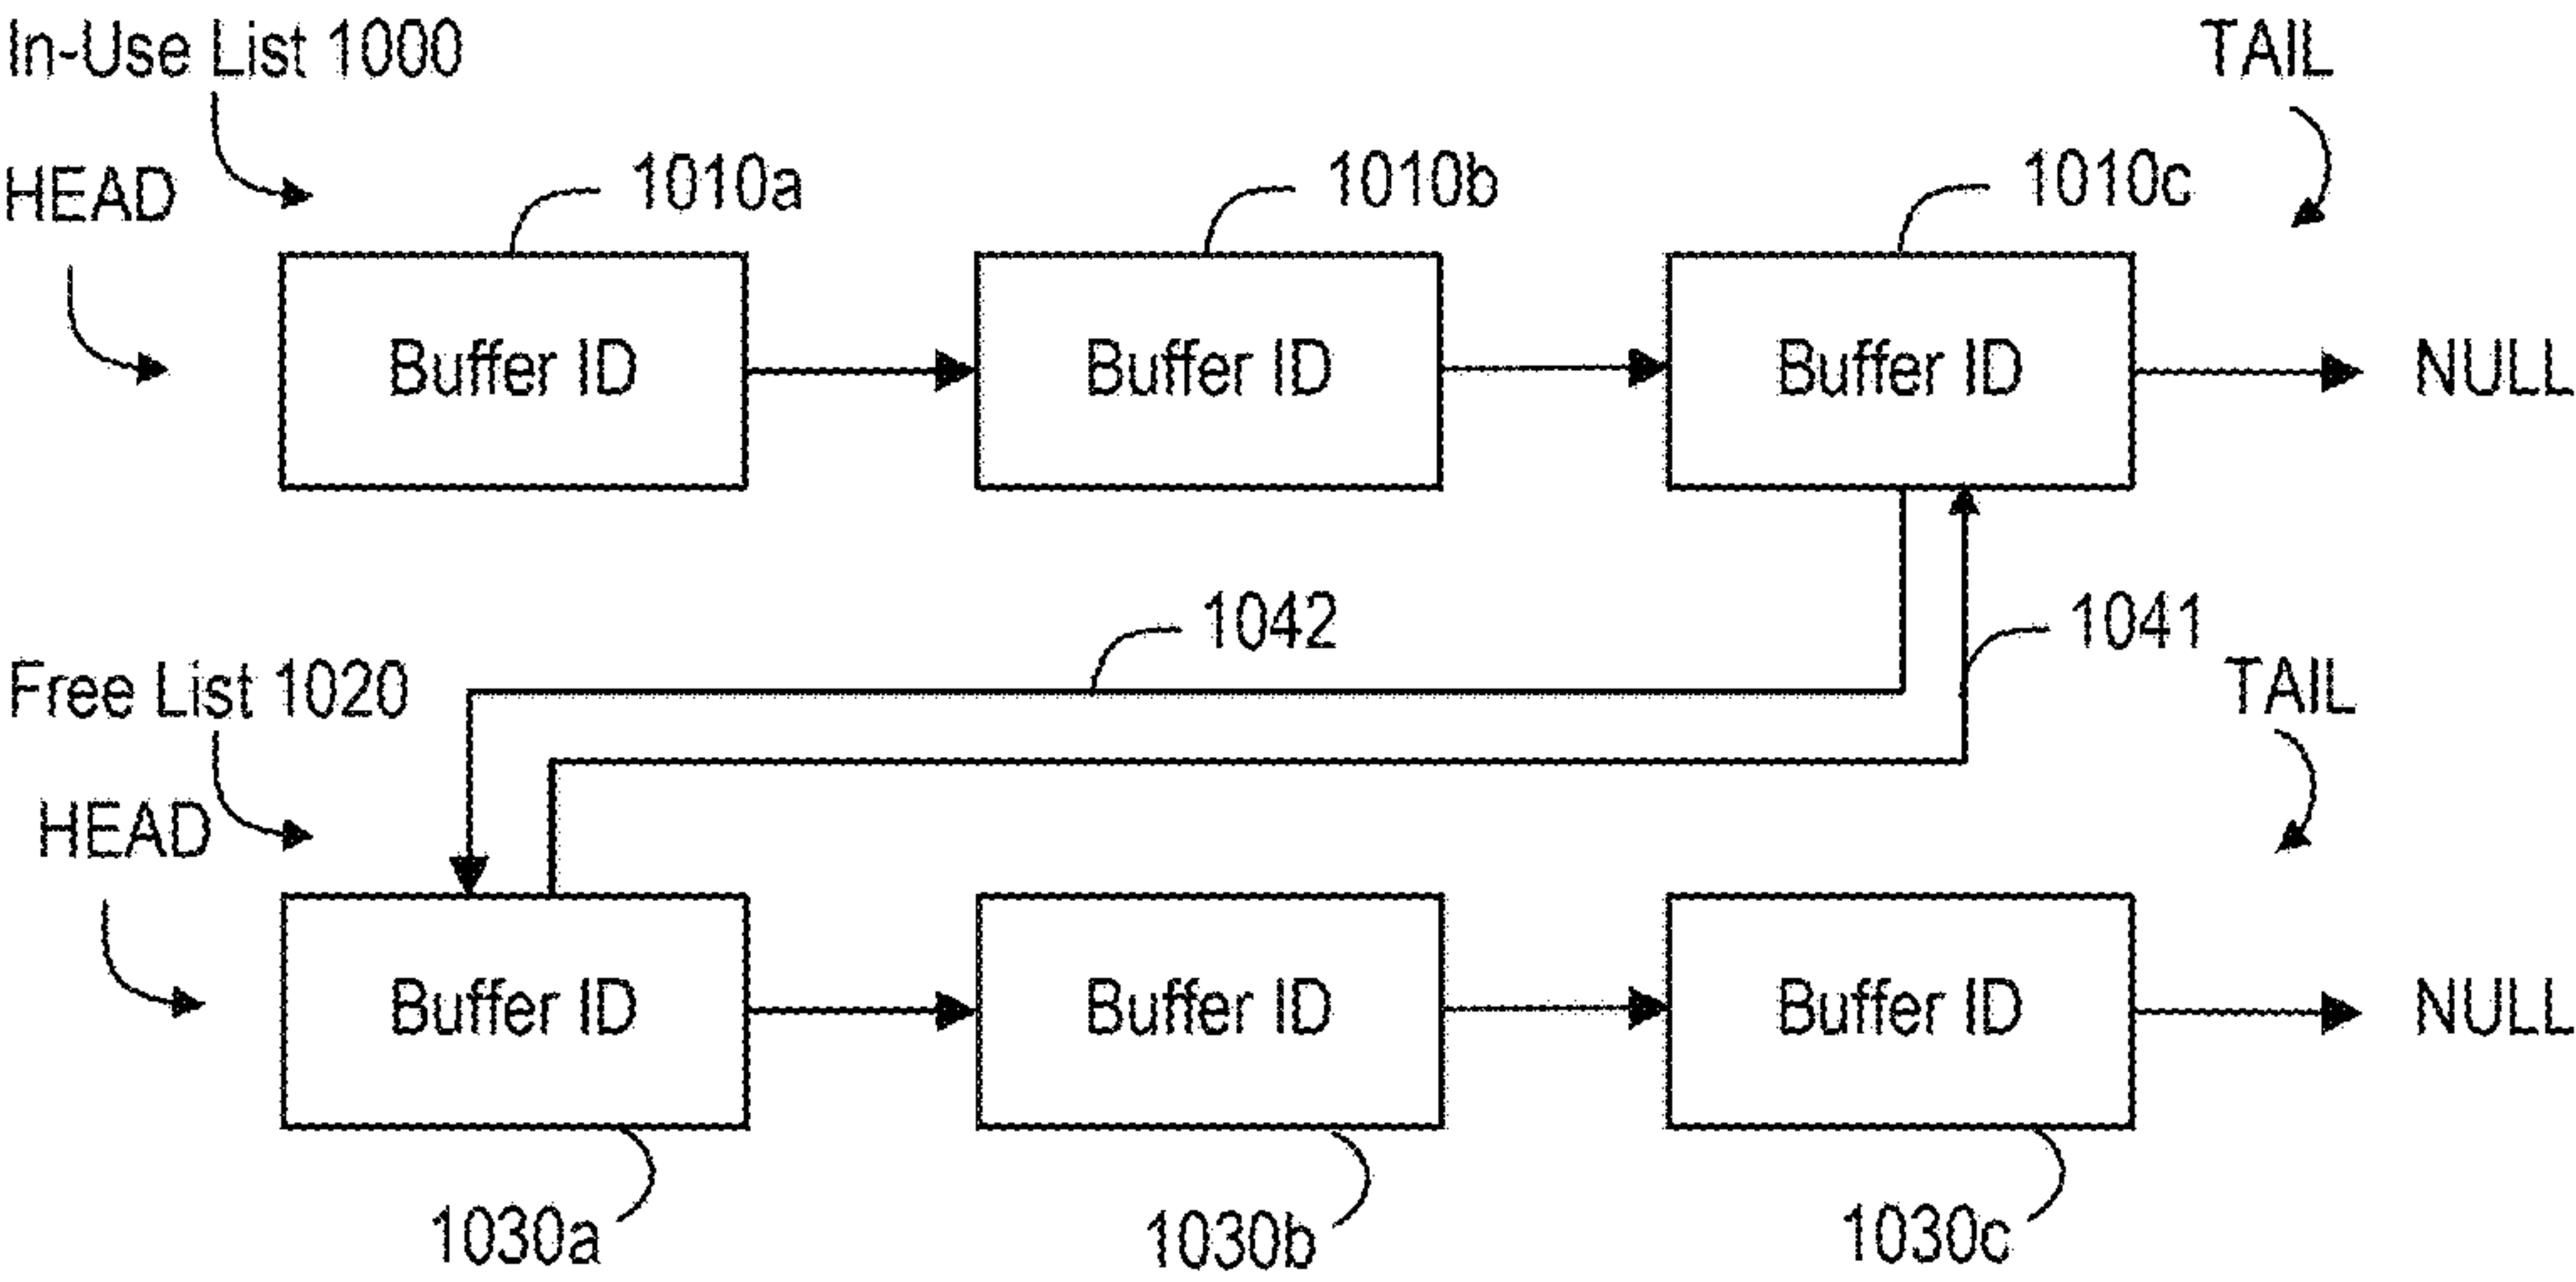 In-Use List 1000
TAIL
HEAD
1010a
1010b
1010c
Buffer ID
Buffer ID
Buffer ID
NULL
1042
1041
Free List 1020
TAIL
HEAD
Buffer ID
Buffer ID
Buffer ID
NULL
1030a
1030b
1030c